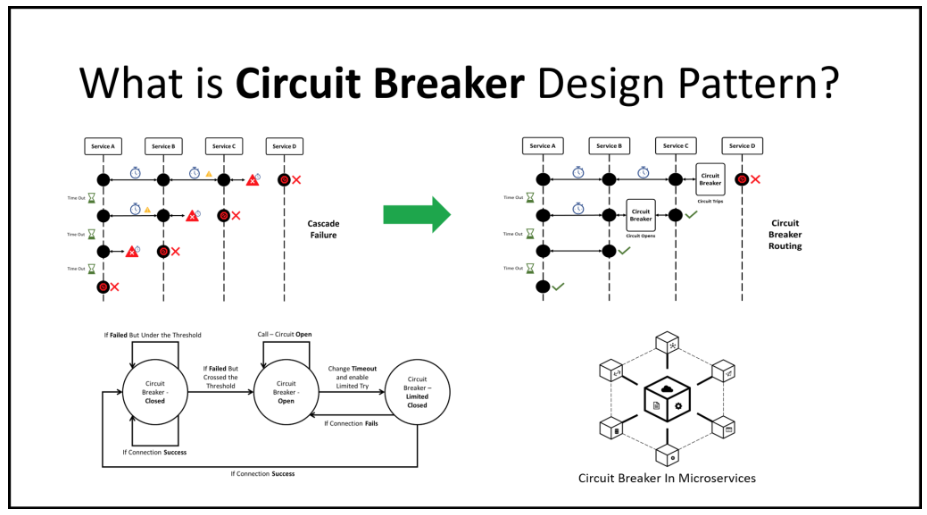 What is Circuit Breaker Design Pattern?
Service A
Service B
Service C
Service D
Time Out
Time Out
Time Out
Cascade
Failure
Service A
Service B
Service C
Service D
Circuit
Breaker
Circuit Trips
Time Out
Circuit
Breaker
Circuit Opens
Time Out
Time Out
Circuit
Breaker
Routing
If Failed But Under the Threshold
Circuit
Breaker -
Closed
If Connection Success
If Failed But
Crossed the
Threshold
Call – Circuit Open
Circuit
Breaker -
Open
Change Timeout
and enable
Limited Try
If Connection Fails
Circuit
Breaker –
Limited
Closed
If Connection Success
Circuit Breaker In Microservices